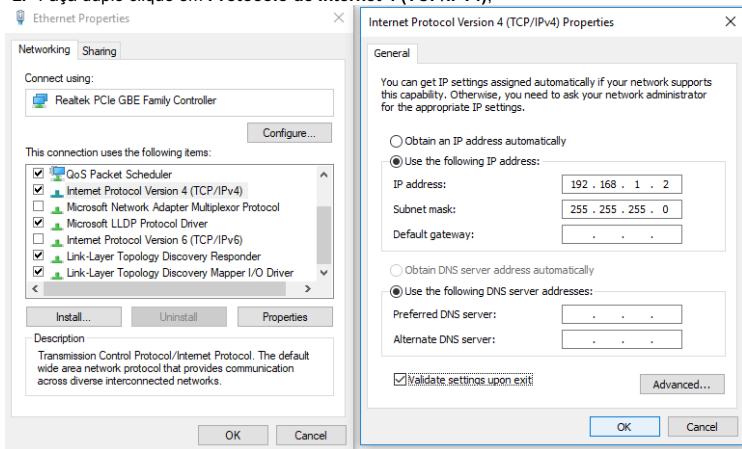 Ethernet Properties
Networking Sharing
Connect using:
Realtek PCIe GBE Family Controller
Configure...
This connection uses the following items:
QoS Packet Scheduler
Internet Protocol Version 4 (TCP/IPv4)
Microsoft Network Adapter Multiplexor Protocol
Microsoft LLDP Protocol Driver
Internet Protocol Version 6 (TCP/IPv6)
Link-Layer Topology Discovery Responder
Link-Layer Topology Discovery Mapper I/O Driver
Install... Uninstall Properties
Description
Transmission Control Protocol/Internet Protocol. The default
wide area network protocol that provides communication
across diverse interconnected networks.
OK Cancel
Internet Protocol Version 4 (TCP/IPv4) Properties
General
You can get IP settings assigned automatically if your network supports
this capability. Otherwise, you need to ask your network administrator
for the appropriate IP settings.
Obtain an IP address automatically
Use the following IP address:
IP address: 192 . 168 . 1 . 2
Subnet mask: 255 . 255 . 255 . 0
Default gateway: . . .
Obtain DNS server address automatically
Use the following DNS server addresses:
Preferred DNS server: . . .
Alternate DNS server: . . .
Validate settings upon exit
Advanced...
OK Cancel